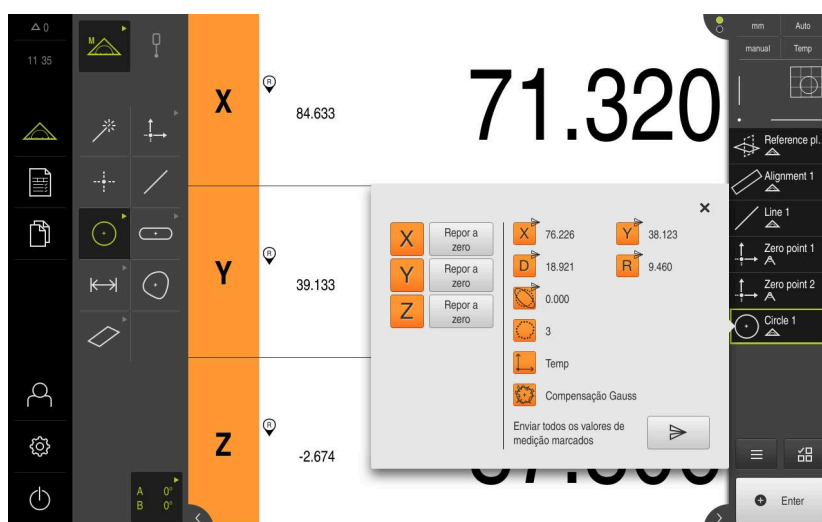 △ 0
11 35
M
A 0°
B 0°
X
R
84.633
71.320
Y
R
39.133
Z
R
-2.674
X
Repor a
zero
Y
Repor a
zero
Z
Repor a
zero
X
76.226
Y
38.123
D
18.921
R
9.460
0.000
3
Temp
Compensação Gauss
Enviar todos os valores de
medição marcados
mm
Auto
manual
Temp
Reference pl.
Alignment 1
Line 1
Zero point 1
Zero point 2
Circle 1
Enter